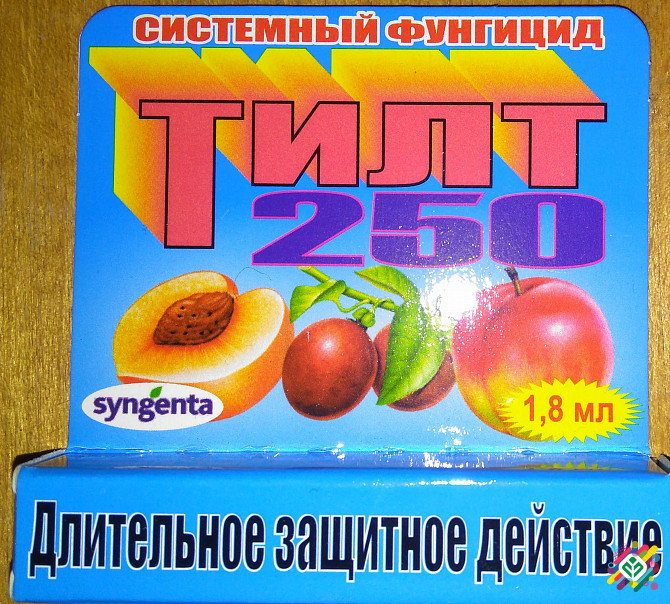 СИСТЕМНЫЙ ФУНГИЦИД
ТИЛТ
250
syngenta
1,8 мл
Длительное защитное действие